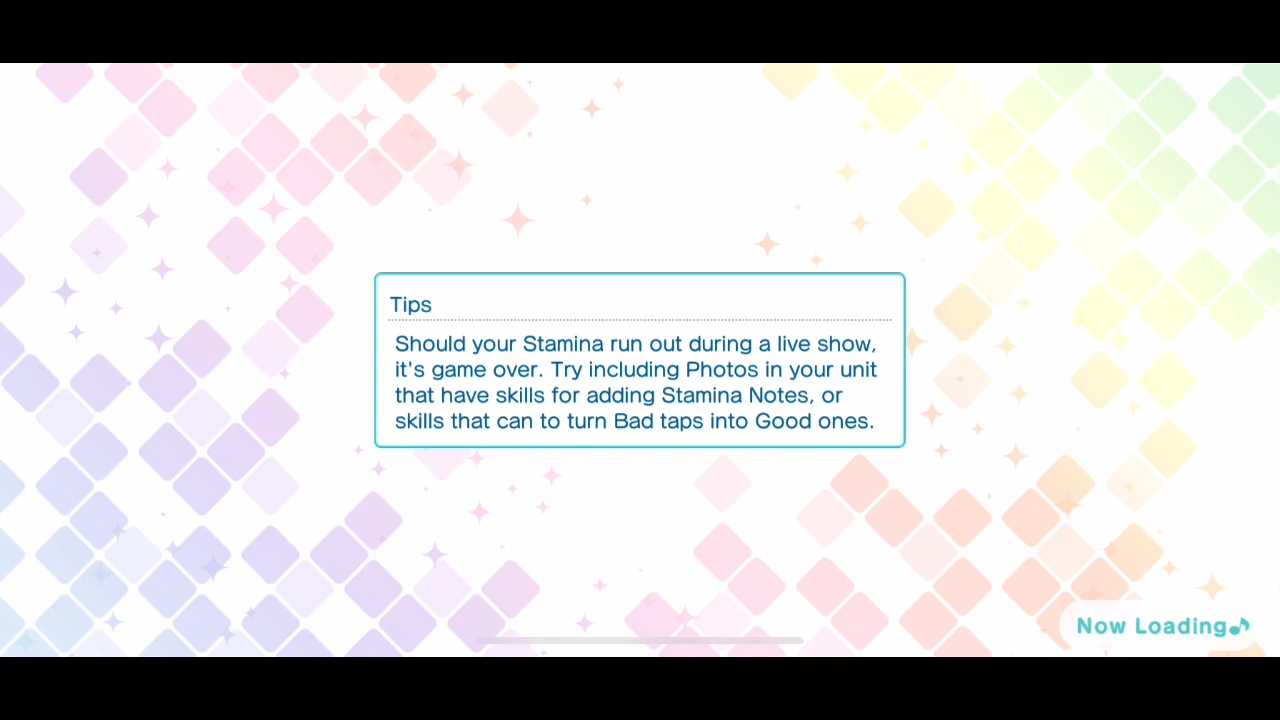 Tips
Should your Stamina run out during a live show,
it's game over. Try including Photos in your unit
that have skills for adding Stamina Notes, or
skills that can to turn Bad taps into Good ones.
Now Loading♪